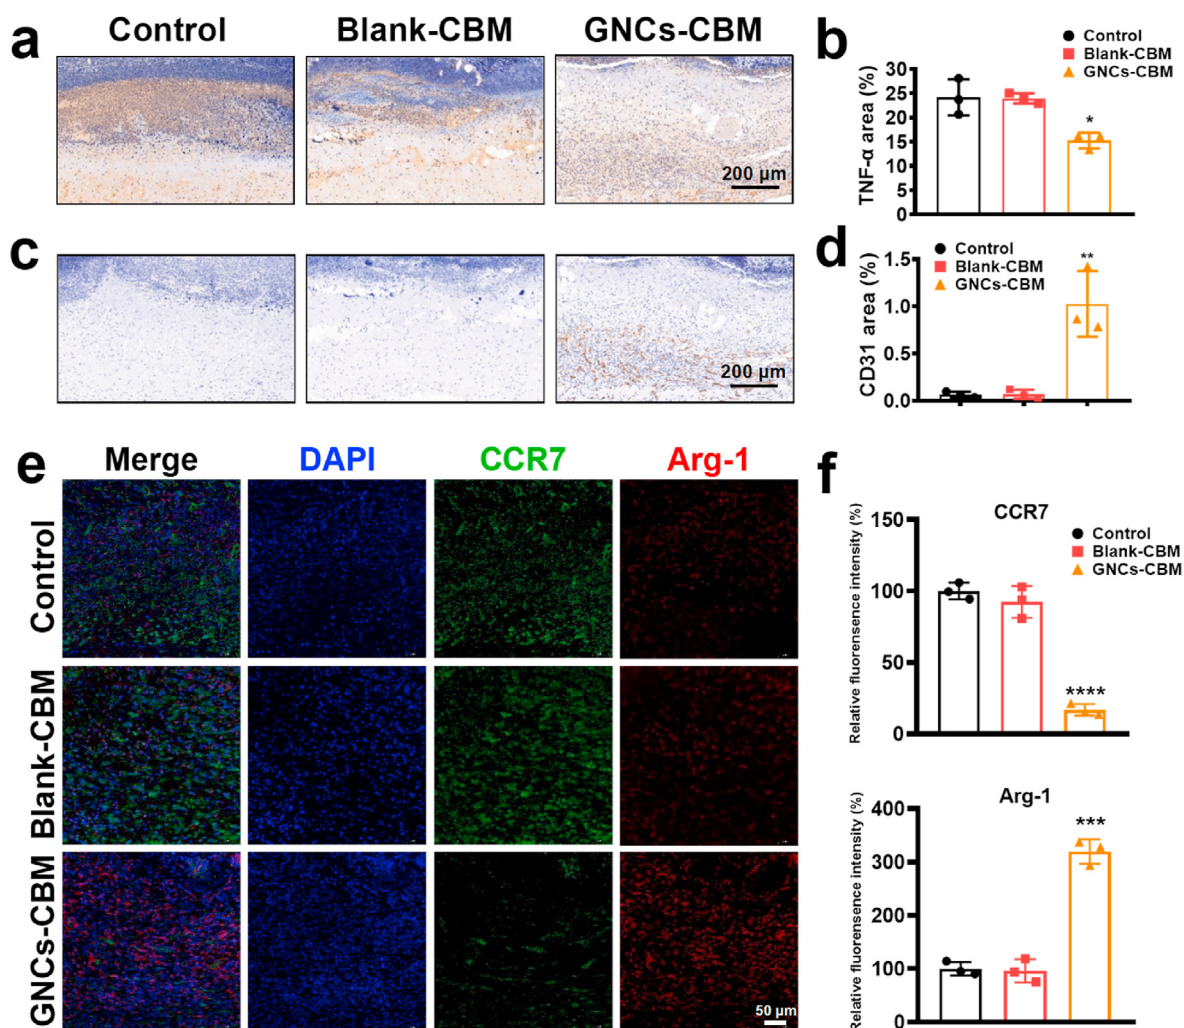 a
Control
Blank-CBM
GNCs-CBM
200 μm
b
Control
Blank-CBM
GNCs-CBM
TNF-α area (%)
30
25
20
15
10
5
0
*
c
200 μm
d
Control
Blank-CBM
GNCs-CBM
CD31 area (%)
1.5
1.0
0.5
0.0
**
e
Merge
DAPI
CCR7
Arg-1
Control
Blank-CBM
GNCs-CBM
50 μm
f
CCR7
Control
Blank-CBM
GNCs-CBM
Relative fluorensence intensity (%)
150
100
50
0
****
Arg-1
Relative fluorensence intensity (%)
400
300
200
100
0
***